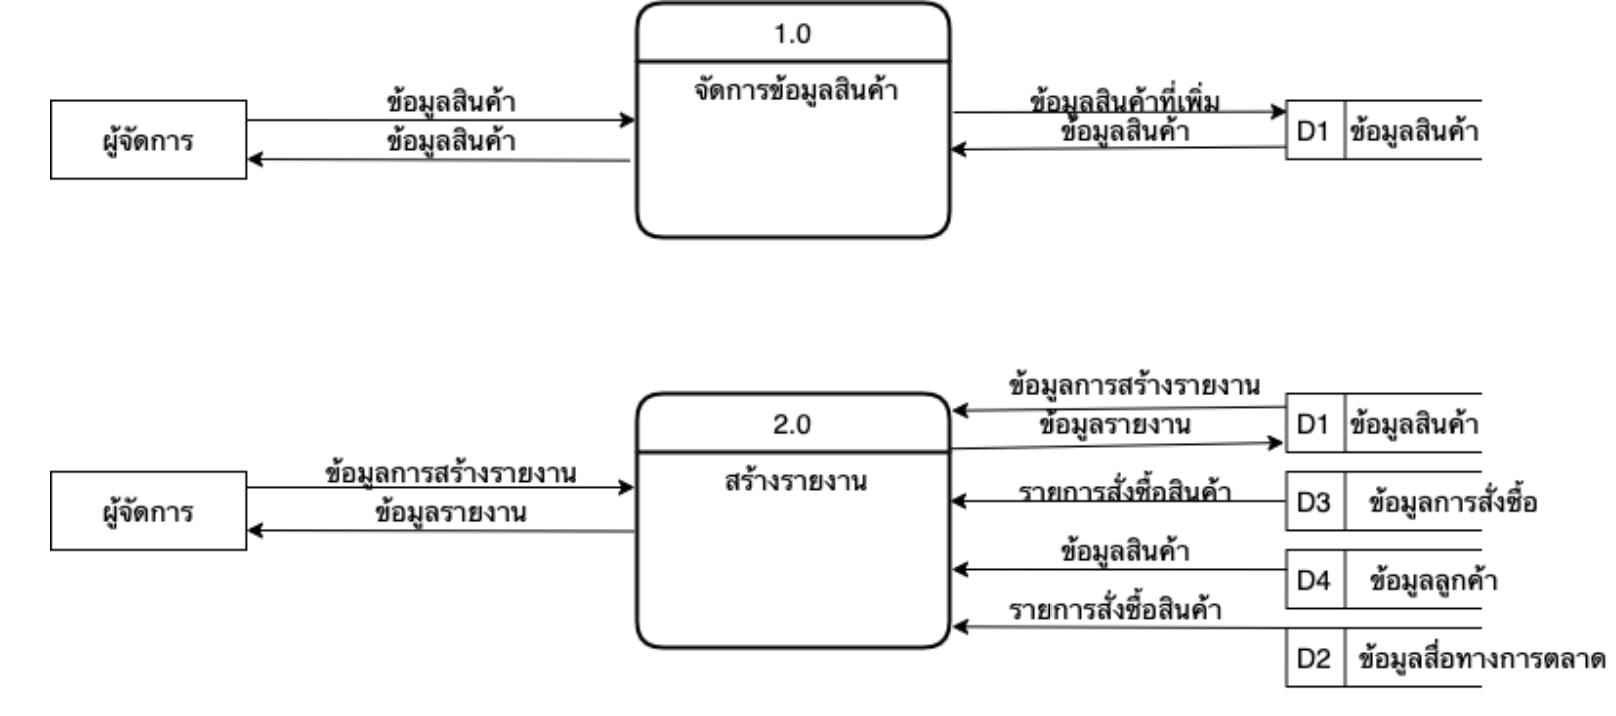 1.0
จัดการข้อมูลสินค้า
ผู้จัดการ
ข้อมูลสินค้า
ข้อมูลสินค้า
ข้อมูลสินค้าที่เพิ่ม
ข้อมูลสินค้า
D1 ข้อมูลสินค้า
2.0
สร้างรายงาน
ผู้จัดการ
ข้อมูลการสร้างรายงาน
ข้อมูลรายงาน
ข้อมูลการสร้างรายงาน
ข้อมูลรายงาน
D1 ข้อมูลสินค้า
รายการสั่งซื้อสินค้า
D3 ข้อมูลการสั่งซื้อ
ข้อมูลสินค้า
D4 ข้อมูลลูกค้า
รายการสั่งซื้อสินค้า
D2 ข้อมูลสื่อทางการตลาด